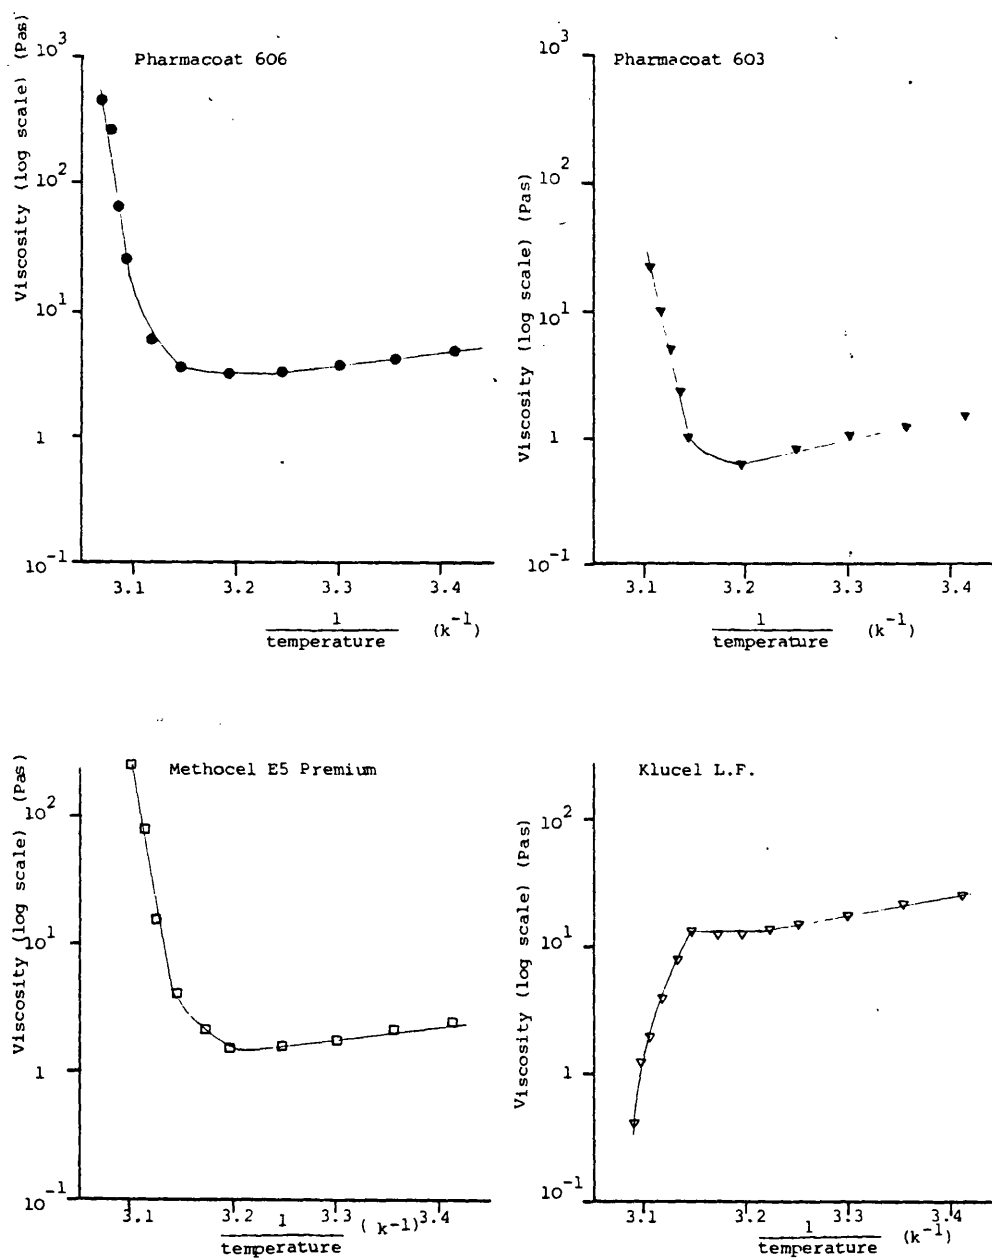 Pharmacoat 606
Viscosity (log scale) (Pas)
10³
10²
10¹
1
10⁻¹
3.1 3.2 3.3 3.4
1
temperature (k⁻¹)
Pharmacoat 603
Viscosity (log scale) (Pas)
10³
10²
10¹
1
10⁻¹
3.1 3.2 3.3 3.4
1
temperature (k⁻¹)
Methocel E5 Premium
Viscosity (log scale) (Pas)
10²
10¹
1
10⁻¹
3.1 3.2 3.3 3.4
1
temperature (k⁻¹)
Klucel L.F.
Viscosity (log scale) (Pas)
10²
10¹
1
10⁻¹
3.1 3.2 3.3 3.4
1
temperature (k⁻¹)